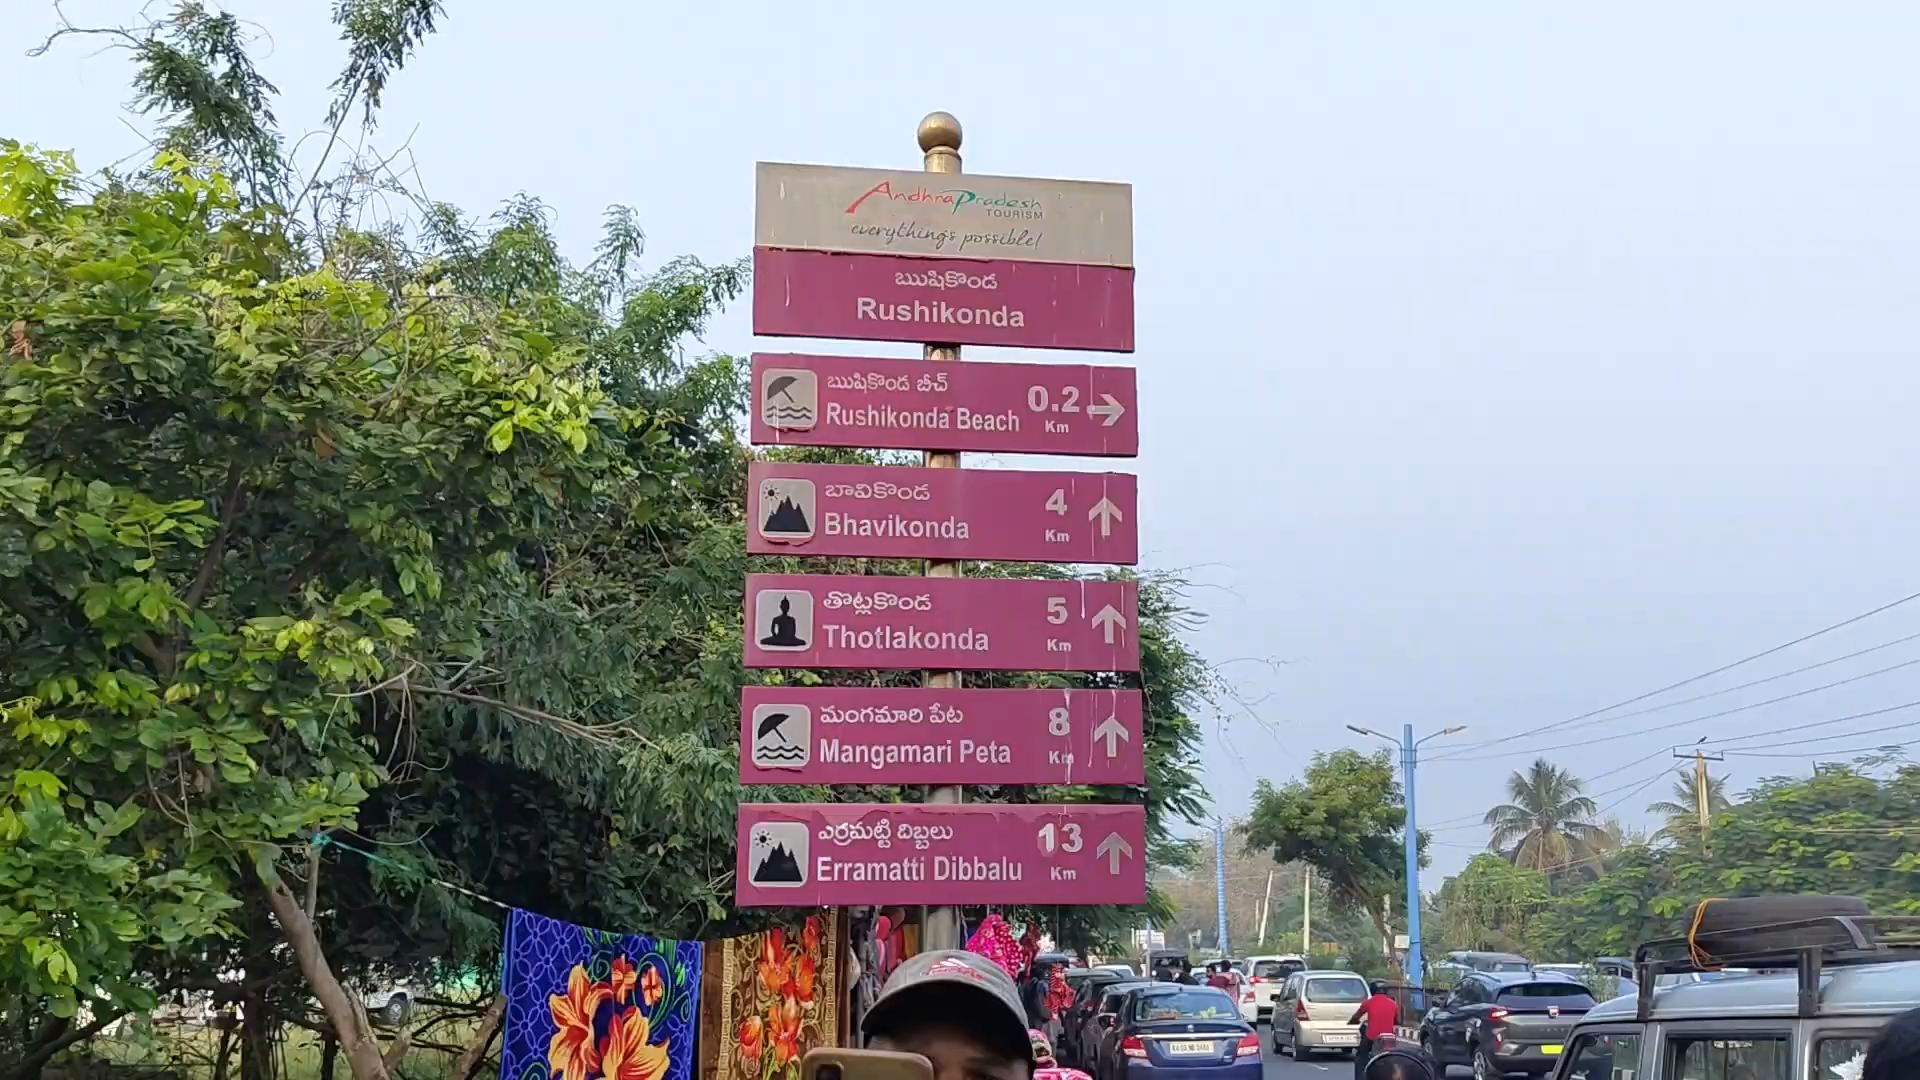 Andhra Pradesh
TOURISM
everything's possible!
ఋషికొండ
Rushikonda
ఋషికొండ బీచ్
Rushikonda Beach
0.2
Km
బావికొండ
Bhavikonda
4
Km
తొట్లకొండ
Thotlakonda
5
Km
మంగమారి పేట
Mangamari Peta
8
Km
ఎర్రమట్టి దిబ్బలు
Erramatti Dibbalu
13
Km